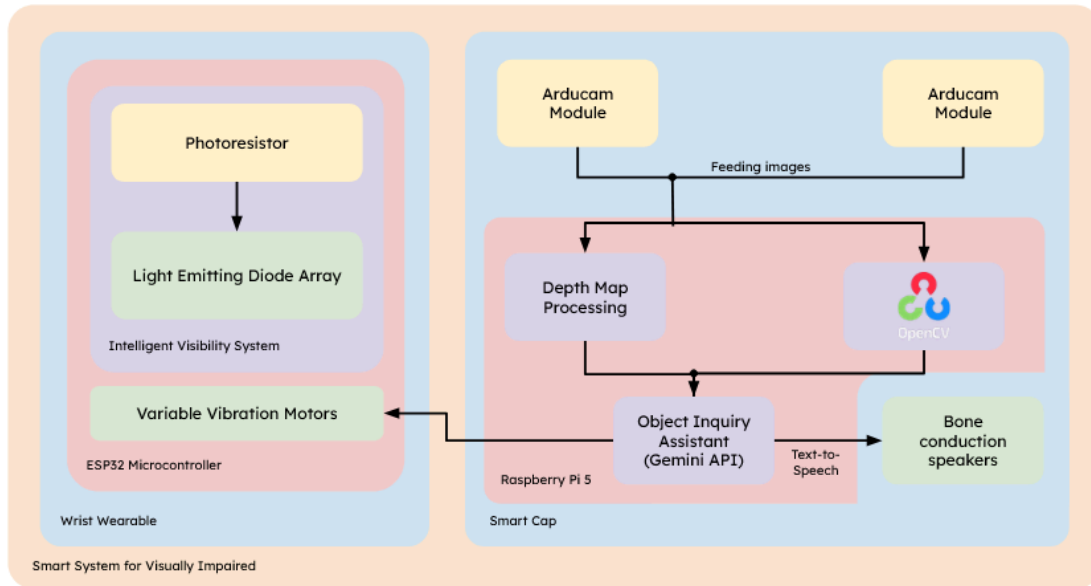 Photoresistor
Light Emitting Diode Array
Intelligent Visibility System
Variable Vibration Motors
ESP32 Microcontroller
Wrist Wearable
Arducam
Module
Arducam
Module
Feeding images
Depth Map
Processing
OpenCV
Object Inquiry
Assistant
(Gemini API)
Text-to-
Speech
Bone
conduction
speakers
Raspberry Pi 5
Smart Cap
Smart System for Visually Impaired